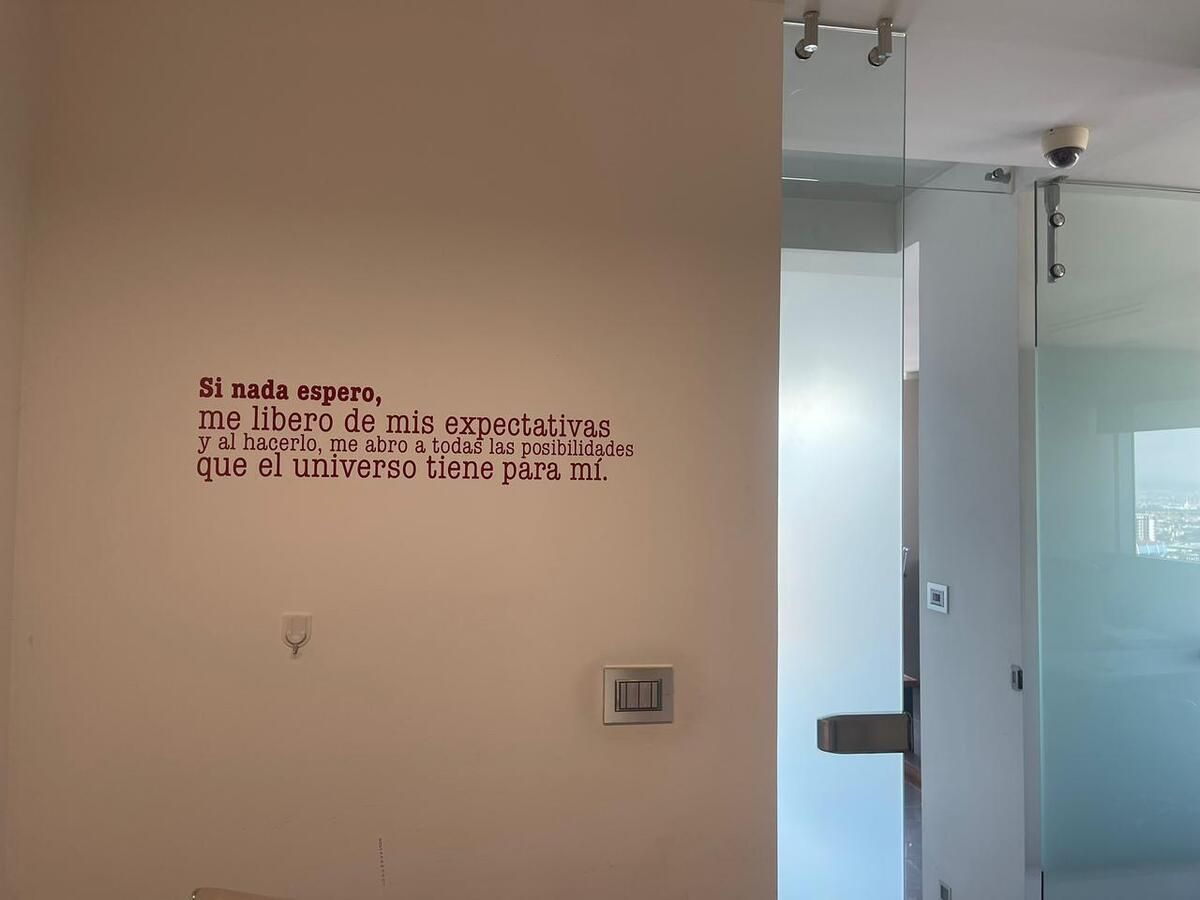 Si nada espero,
me libero de mis expectativas
y al hacerlo, me abro a todas las posibilidades
que el universo tiene para mí.